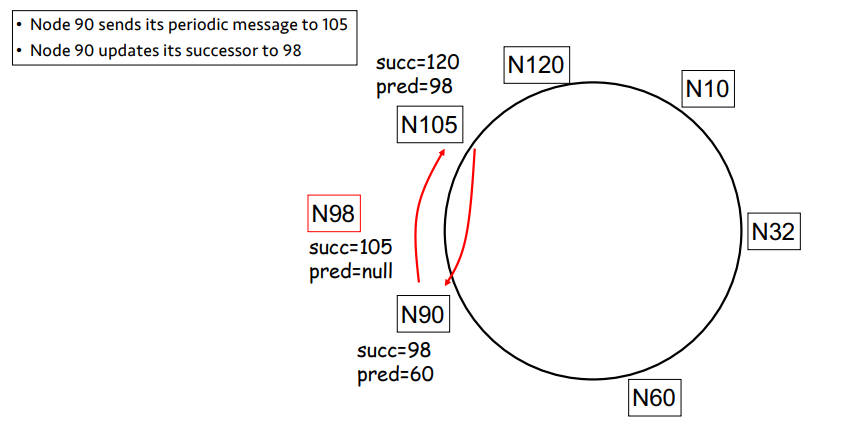 • Node 90 sends its periodic message to 105
• Node 90 updates its successor to 98
succ=120
pred=98
N120
N10
N105
N98
succ=105
pred=null
N32
N90
succ=98
pred=60
N60